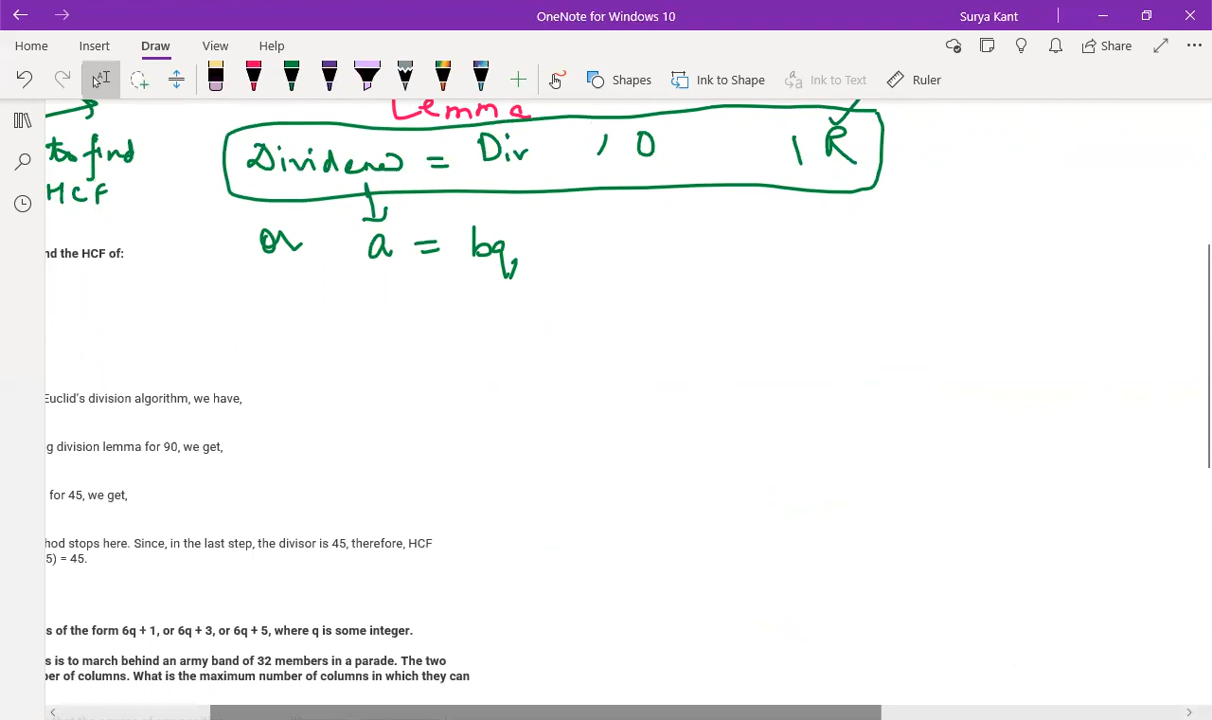 OneNote for Windows 10
Surya Kant
Home Insert Draw View Help
Share
Shapes Ink to Shape Ink to Text Ruler
Lemma
to find
HCF
Dividend = Div , 0 | R
or a = bq,
nd the HCF of:
Euclid's division algorithm, we have,
g division lemma for 90, we get,
for 45, we get,
hod stops here. Since, in the last step, the divisor is 45, therefore, HCF
5) = 45.
s of the form 6q + 1, or 6q + 3, or 6q + 5, where q is some integer.
s is to march behind an army band of 32 members in a parade. The two
ber of columns. What is the maximum number of columns in which they can